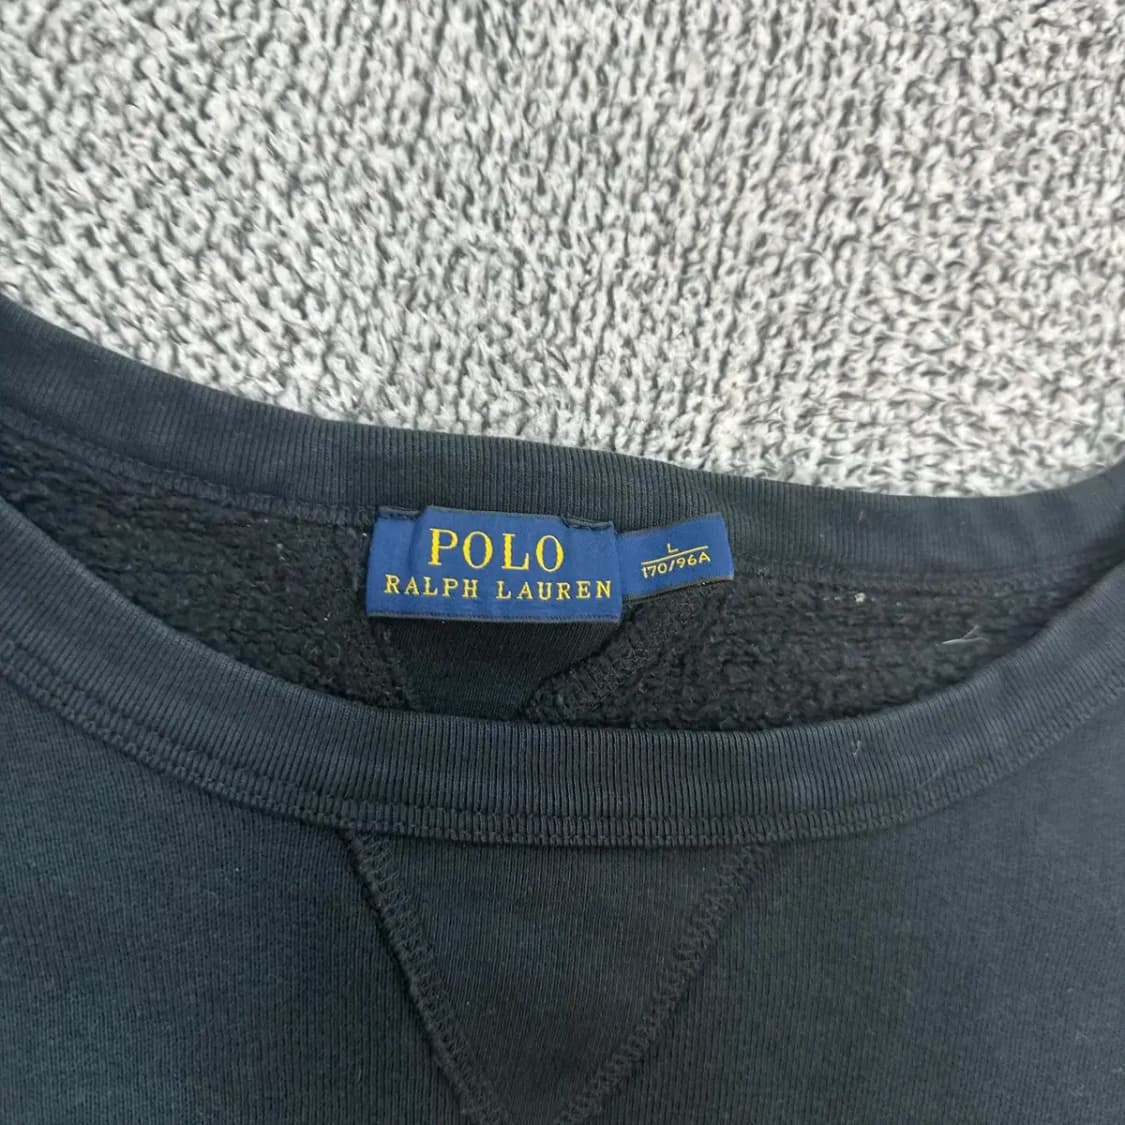 POLO
RALPH LAUREN
L
170/96A